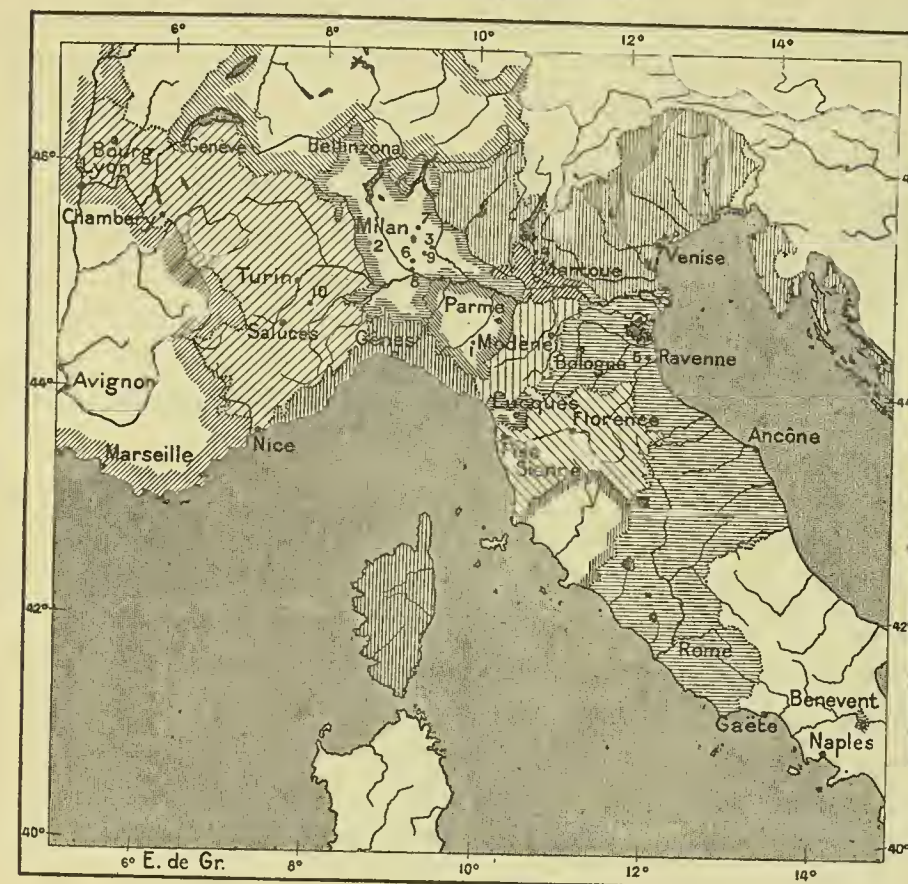 6° 8° 10° 12° 14°
46°
Bourg
Genève
Bellinzona
Lyon
Chambery
Milan
7
2
3
6
9
8
Mantoue
Venise
Turin
10
Saluces
Parme
Gênes
1
Modène
Bologne
5
Ravenne
44°
Avignon
Lucques
Florence
Ancône
Marseille
Nice
Pise
Sienne
42°
42
Rome
Benevent
Gaëte
Naples
40°
40°
6° E. de Gr. 8° 10° 12° 14°